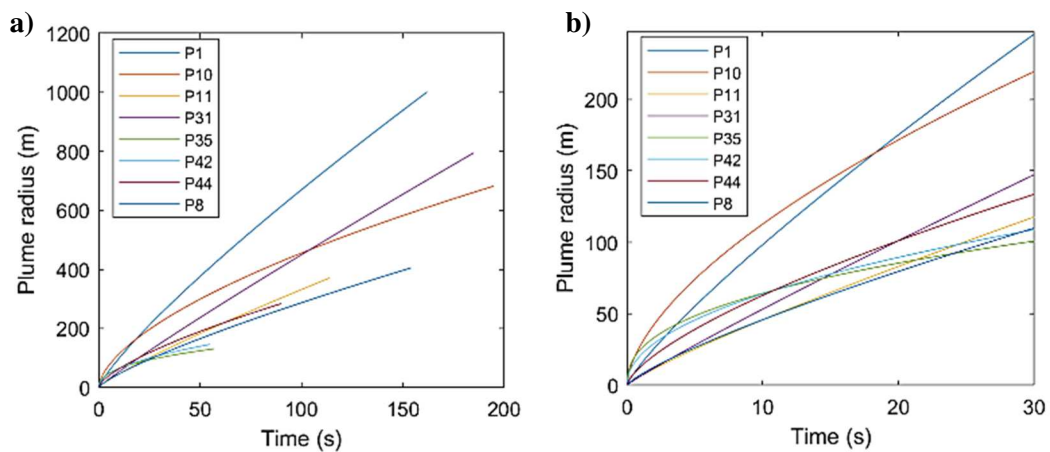 a)
Plume radius (m)
1200
1000
800
600
400
200
0
P1
P10
P11
P31
P35
P42
P44
P8
0
50
100
150
200
Time (s)
b)
Plume radius (m)
200
150
100
50
0
P1
P10
P11
P31
P35
P42
P44
P8
0
10
20
30
Time (s)